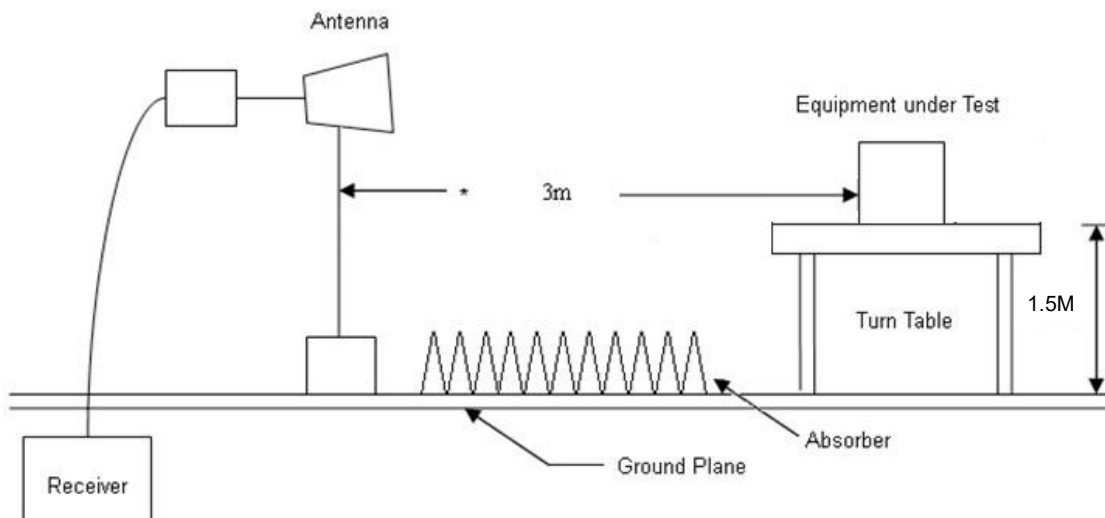 Antenna
Equipment under Test
* 3m
1.5M
Turn Table
Absorber
Ground Plane
Receiver